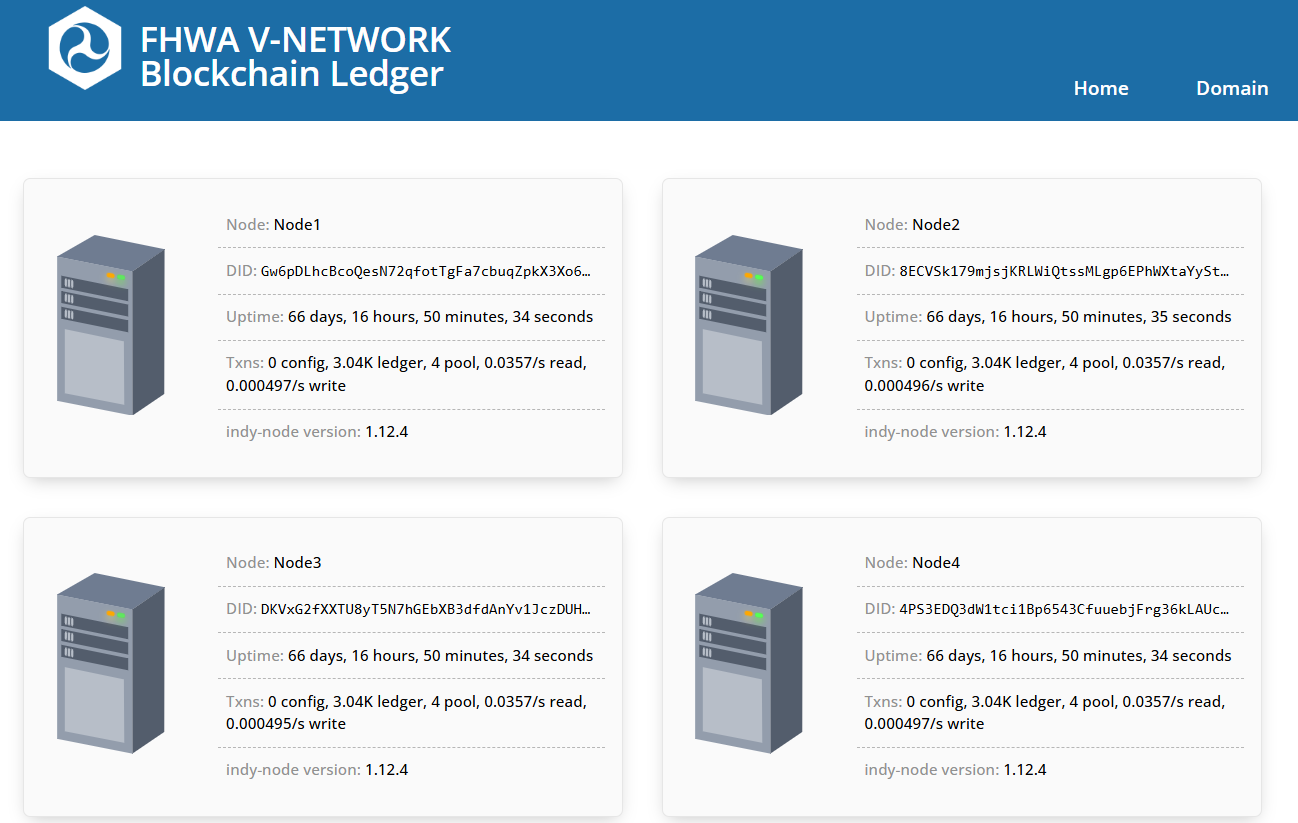 FHWA V-NETWORK
Blockchain Ledger
Home
Domain
Node: Node1
DID: Gw6pDLhcBcoQesN72qfotTgFa7cbuqZpkX3Xo6…
Uptime: 66 days, 16 hours, 50 minutes, 34 seconds
Txns: 0 config, 3.04K ledger, 4 pool, 0.0357/s read,
0.000497/s write
indy-node version: 1.12.4
Node: Node2
DID: 8ECVSk179mjsjKRLWiQtssMLgp6EPhWXtaYySt…
Uptime: 66 days, 16 hours, 50 minutes, 35 seconds
Txns: 0 config, 3.04K ledger, 4 pool, 0.0357/s read,
0.000496/s write
indy-node version: 1.12.4
Node: Node3
DID: DKVxG2fXXTU8yT5N7hGEbXB3dfdAnYv1JczDUH…
Uptime: 66 days, 16 hours, 50 minutes, 34 seconds
Txns: 0 config, 3.04K ledger, 4 pool, 0.0357/s read,
0.000495/s write
indy-node version: 1.12.4
Node: Node4
DID: 4PS3EDQ3dW1tci1Bp6543CfuuebjFrg36kLAUc…
Uptime: 66 days, 16 hours, 50 minutes, 34 seconds
Txns: 0 config, 3.04K ledger, 4 pool, 0.0357/s read,
0.000497/s write
indy-node version: 1.12.4